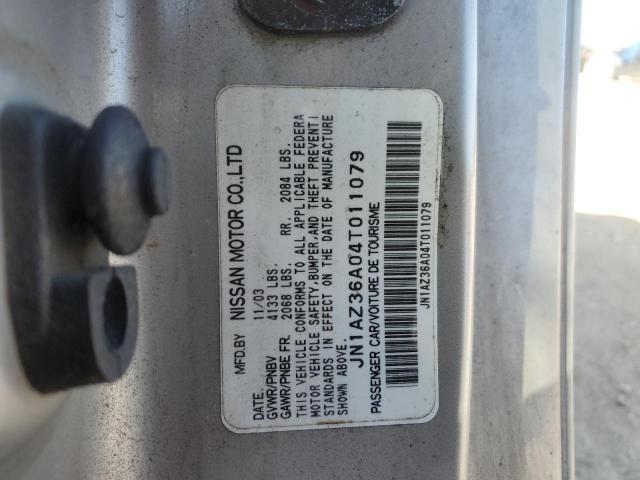 MFD.BY NISSAN MOTOR CO.,LTD
DATE. 11/03
GVWR/PNBV 4133 LBS.
GAWR/PNBE FR. 2068 LBS. RR. 2084 LBS.
THIS VEHICLE CONFORMS TO ALL APPLICABLE FEDERA
MOTOR VEHICLE SAFETY,BUMPER,AND THEFT PREVENTI
STANDARDS IN EFFECT ON THE DATE OF MANUFACTURE
SHOWN ABOVE.
JN1AZ36A04T011079
PASSENGER CAR/VOITURE DE TOURISME
JN1AZ36A04T011079